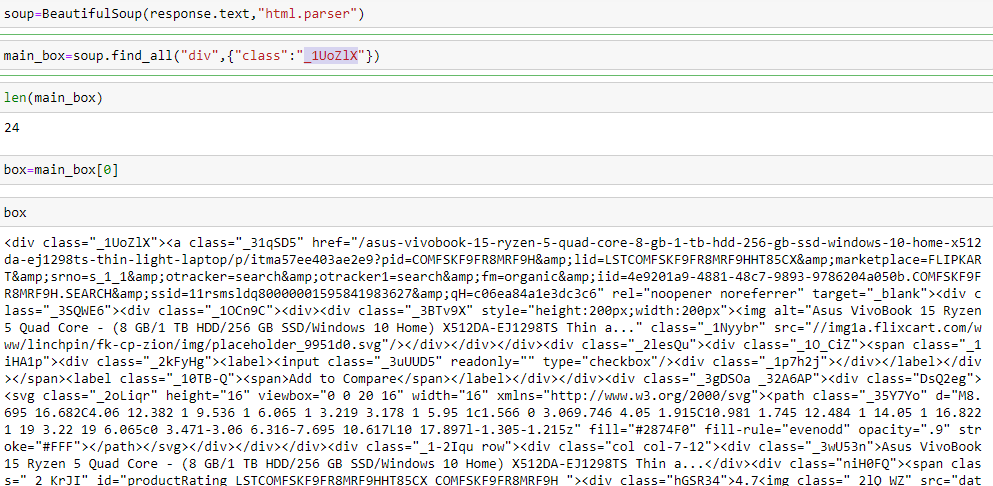 soup=BeautifulSoup(response.text,"html.parser")
main_box=soup.find_all("div",{"class":"_1UoZlX"})
len(main_box)
24
box=main_box[0]
box
<div class="_1UoZlX"><a class="_31qSD5" href="/asus-vivobook-15-ryzen-5-quad-core-8-gb-1-tb-hdd-256-gb-ssd-windows-10-home-x512
da-ej1298ts-thin-light-laptop/p/itma57ee403ae2e9?pid=COMFSKF9FR8MRF9H&amp;lid=LSTCOMFSKF9FR8MRF9HHT85CX&amp;marketplace=FLIPKAR
T&amp;srno=s_1_1&amp;otracker=search&amp;otracker1=search&amp;fm=organic&amp;iid=4e9201a9-4881-48c7-9893-9786204a050b.COMFSKF9F
R8MRF9H.SEARCH&amp;ssid=11rsmsldq80000001595841983627&amp;qH=c06ea84a1e3dc3c6" rel="noopener noreferrer" target="_blank"><div c
lass="_3SQWE6"><div class="_1OCn9C"><div><div class="_3BTv9X" style="height:200px;width:200px"><img alt="Asus VivoBook 15 Ryzen
5 Quad Core - (8 GB/1 TB HDD/256 GB SSD/Windows 10 Home) X512DA-EJ1298TS Thin a..." class="_1Nyybr" src="//img1a.flixcart.com/w
ww/linchpin/fk-cp-zion/img/placeholder_9951d0.svg"/></div></div></div><div class="_2lesQu"><div class="_1O_CiZ"><span class="_1
iHA1p"><div class="_2kFyHg"><label><input class="_3uUUD5" readonly="" type="checkbox"/><div class="_1p7h2j"></div></label></div
></span><label class="_10TB-Q"><span>Add to Compare</span></label></div></div><div class="_3gDSOa _32A6AP"><div class="DsQ2eg">
<svg class="_2oLiqr" height="16" viewbox="0 0 20 16" width="16" xmlns="http://www.w3.org/2000/svg"><path class="_35Y7Yo" d="M8.
695 16.682C4.06 12.382 1 9.536 1 6.065 1 3.219 3.178 1 5.95 1c1.566 0 3.069.746 4.05 1.915C10.981 1.745 12.484 1 14.05 1 16.822
1 19 3.22 19 6.065c0 3.471-3.06 6.316-7.695 10.617L10 17.897l-1.305-1.215z" fill="#2874F0" fill-rule="evenodd" opacity=".9" str
oke="#FFF"></path></svg></div></div></div><div class="_1-2Iqu row"><div class="col col-7-12"><div class="_3wU53n">Asus VivoBook
15 Ryzen 5 Quad Core - (8 GB/1 TB HDD/256 GB SSD/Windows 10 Home) X512DA-EJ1298TS Thin a...</div><div class="niH0FQ"><span clas
s="_2_KrJI" id="productRating_LSTCOMFSKF9FR8MRF9HHT85CX_COMFSKF9FR8MRF9H_"><div class="hGSR34">4.7<img class="_2lQ_WZ" src="dat